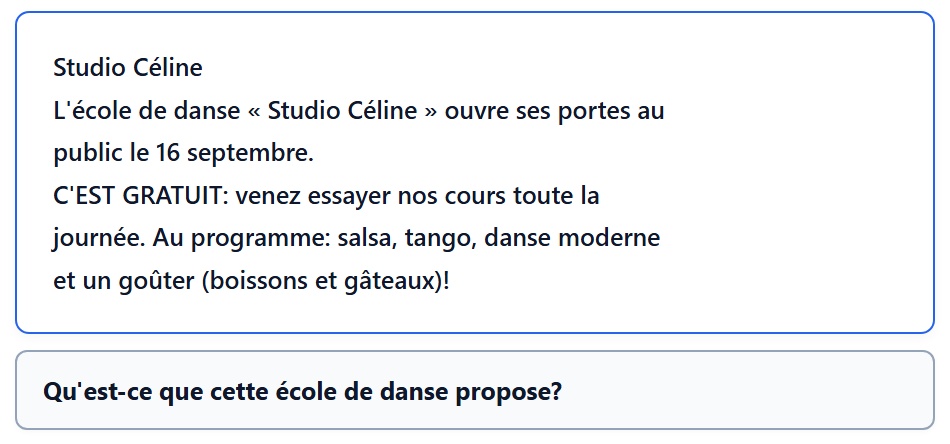 Studio Céline
L'école de danse « Studio Céline » ouvre ses portes au
public le 16 septembre.
C'EST GRATUIT: venez essayer nos cours toute la
journée. Au programme: salsa, tango, danse moderne
et un goûter (boissons et gâteaux)!
Qu'est-ce que cette école de danse propose?